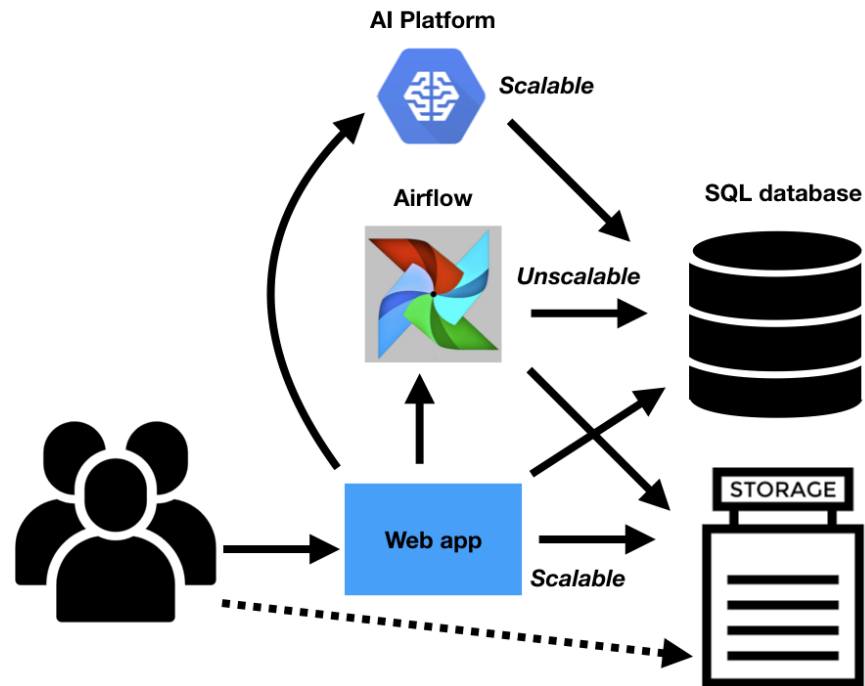 AI Platform
Scalable
Airflow
SQL database
Unscalable
STORAGE
Web app
Scalable